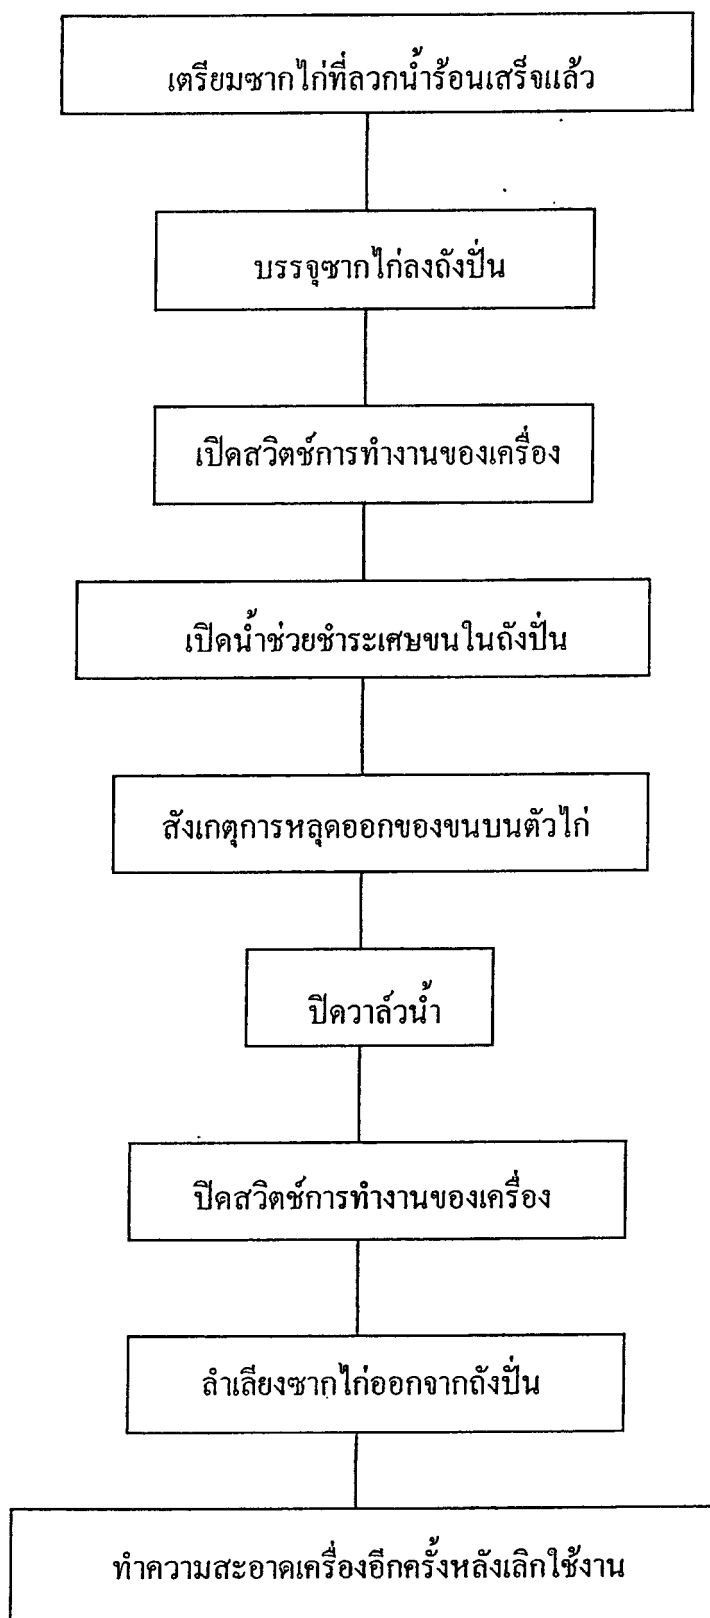 เตรียมซากไก่ที่ลวกน้ำร้อนเสร็จแล้ว
บรรจุซากไก่ลงถังปั่น
เปิดสวิตช์การทำงานของเครื่อง
เปิดน้ำช่วยชำระเศษขนในถังปั่น
สังเกตุการหลุดออกของขนบนตัวไก่
ปิดวาล์วน้ำ
ปิดสวิตช์การทำงานของเครื่อง
ลำเลียงซากไก่ออกจากถังปั่น
ทำความสะอาดเครื่องอีกครั้งหลังเลิกใช้งาน